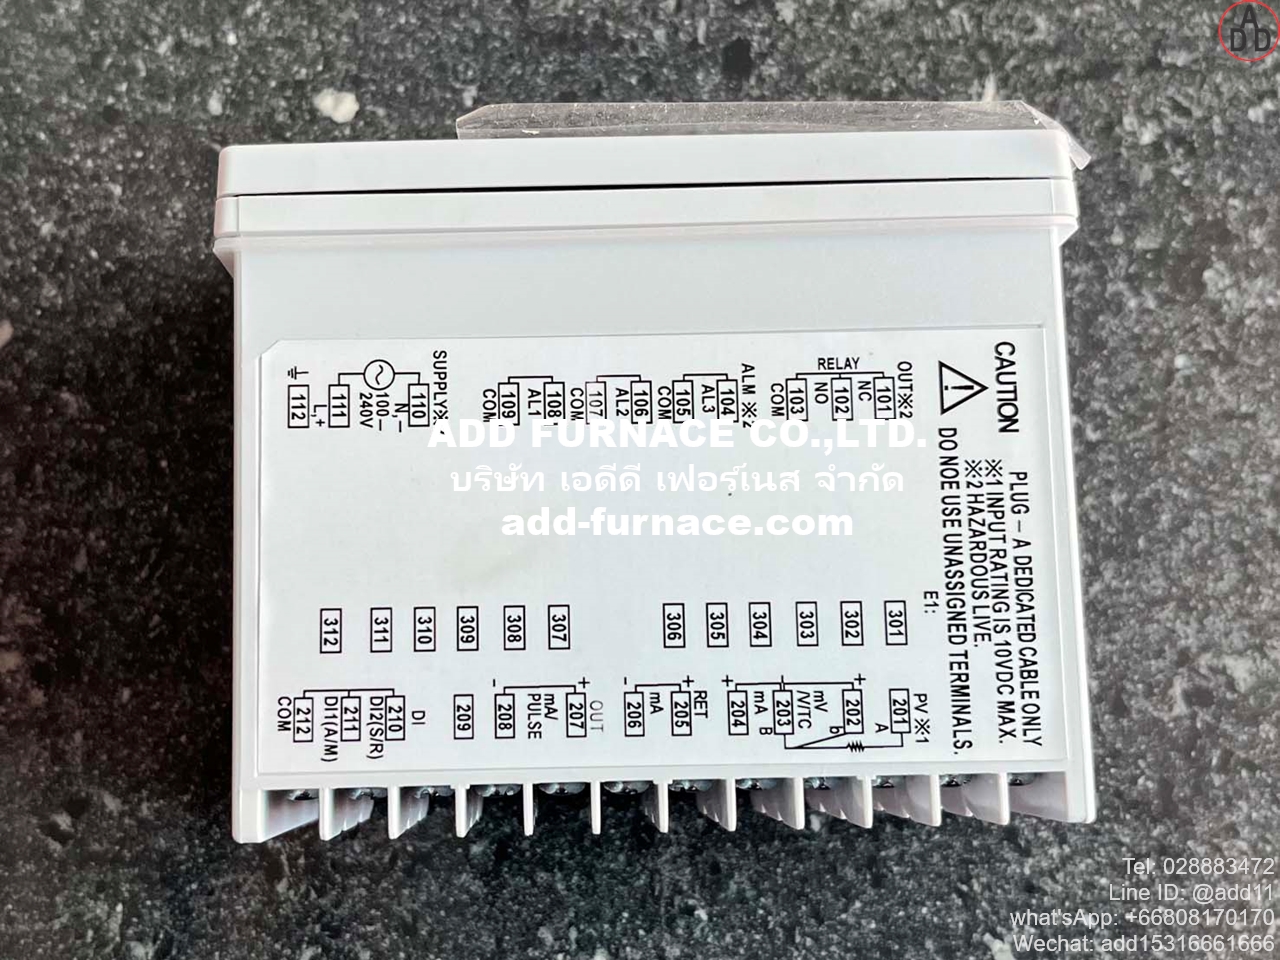 CAUTION
PLUG – A DEDICATED CABLE ONLY
※1 INPUT RATING IS 10VDC MAX.
※2 HAZARDOUS LIVE.
DO NOE USE UNASSIGNED TERMINALS.
OUT※2
RELAY
101
NC
102
NO
103
COM
ALM ※2
104
AL3
105
COM
106
AL2
107
COM
108
AL1
109
COM
SUPPLY※
110
N, –
100–
240V
111
L, +
112
E1:
301
302
303
304
305
306
307
308
309
310
311
312
PV ※1
201
A
202
+
b
mV
/V/TC
203
–
B
mA
204
+
RET
205
+
mA
206
–
OUT
207
+
mA/
PULSE
208
–
209
DI
210
DI2(S/R)
211
DI1(A/M)
212
COM
ADD FURNACE CO.,LTD.
บริษัท เอดีดี เฟอร์เนส จำกัด
add-furnace.com
ADD
Tel: 028883472
Line ID: @add11
what'sApp: +66808170170
Wechat: add15316661666